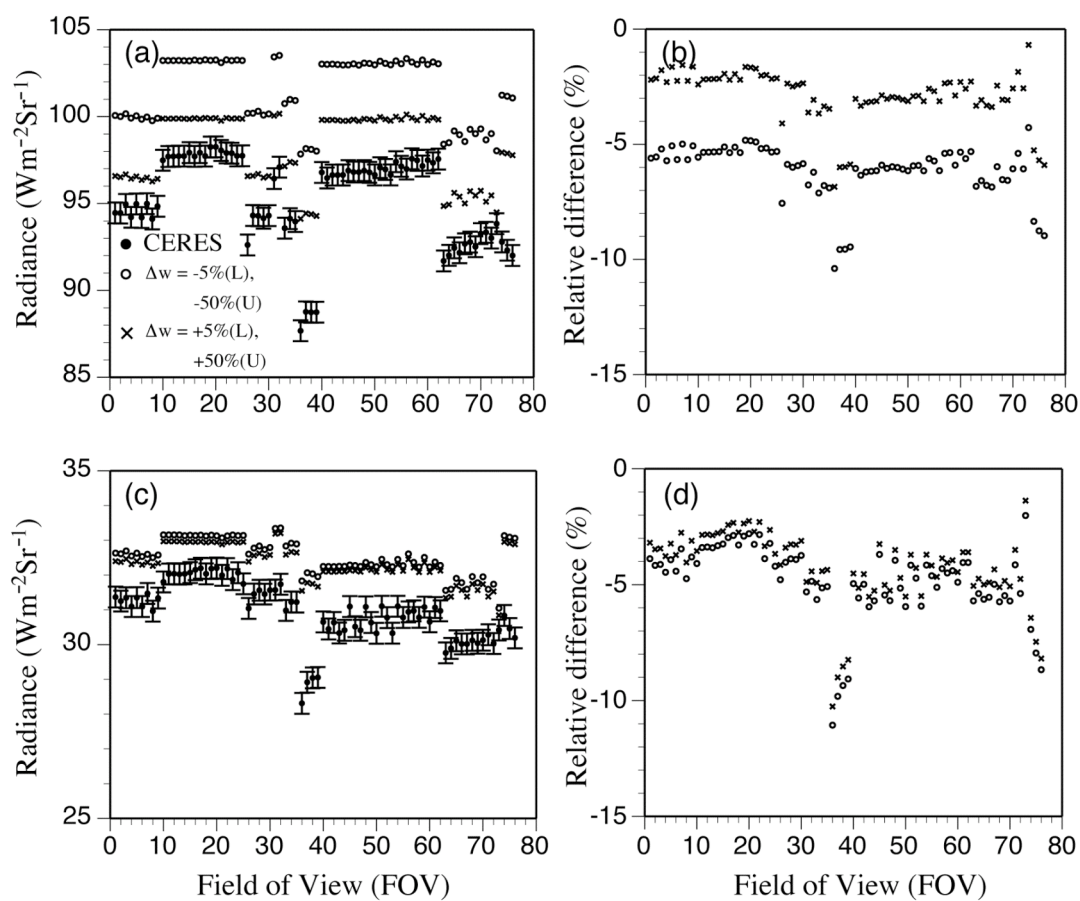 105
100
95
90
85
Radiance (Wm−2Sr−1)
(a)
CERES
Δw = -5%(L),
-50%(U)
Δw = +5%(L),
+50%(U)
0 10 20 30 40 50 60 70 80
0
-5
-10
-15
Relative difference (%)
(b)
0 10 20 30 40 50 60 70 80
35
30
25
Radiance (Wm−2Sr−1)
(c)
0 10 20 30 40 50 60 70 80
Field of View (FOV)
0
-5
-10
-15
Relative difference (%)
(d)
0 10 20 30 40 50 60 70 80
Field of View (FOV)